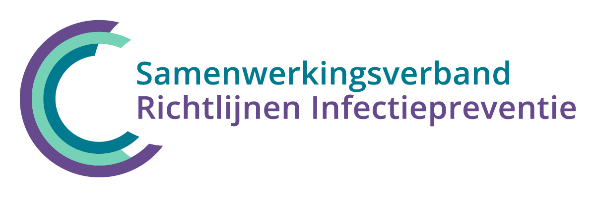 Samenwerkingsverband
Richtlijnen Infectiepreventie